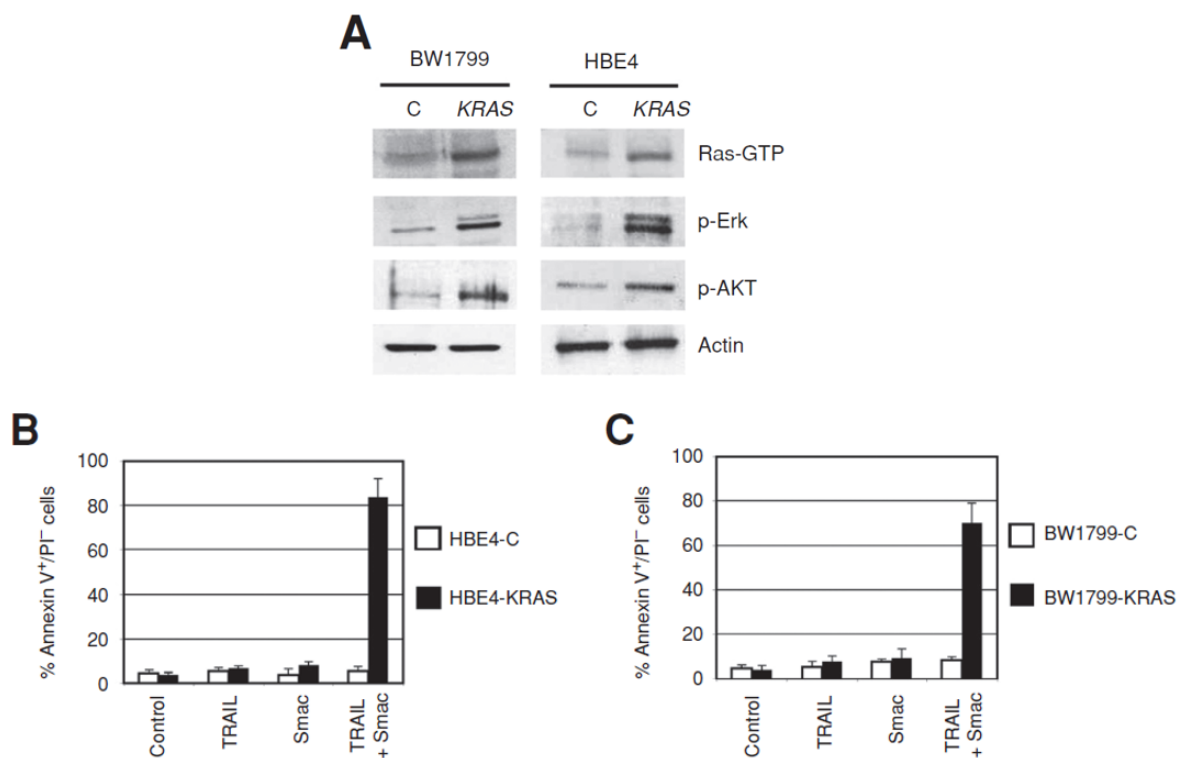 A
BW1799 HBE4
C KRAS C KRAS
Ras-GTP
p-Erk
p-AKT
Actin
B
% Annexin V⁺/PI⁻ cells
100
80
60
40
20
0
Control
TRAIL
Smac
TRAIL
+ Smac
HBE4-C
HBE4-KRAS
C
% Annexin V⁺/PI⁻ cells
100
80
60
40
20
0
Control
TRAIL
Smac
TRAIL
+ Smac
BW1799-C
BW1799-KRAS